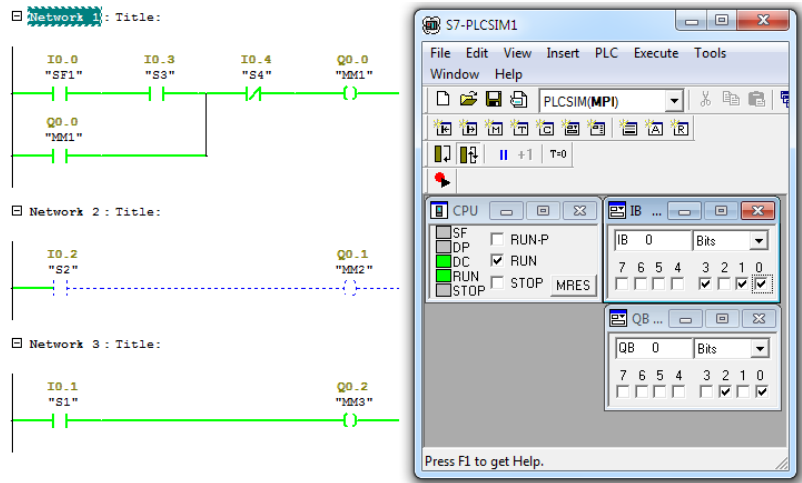 Network 1: Title:
I0.0 I0.3 I0.4 Q0.0
"SF1" "S3" "S4" "MM1"
Q0.0
"MM1"
Network 2: Title:
I0.2 Q0.1
"S2" "MM2"
Network 3: Title:
I0.1 Q0.2
"S1" "MM3"
S7-PLCSIM1
File Edit View Insert PLC Execute Tools
Window Help
PLCSIM(MPI)
M T C A R
+1 T=0
CPU
SF
DP
DC
RUN
STOP
RUN-P
RUN
STOP
MRES
IB ...
IB 0 Bits
7 6 5 4 3 2 1 0
QB ...
QB 0 Bits
7 6 5 4 3 2 1 0
Press F1 to get Help.